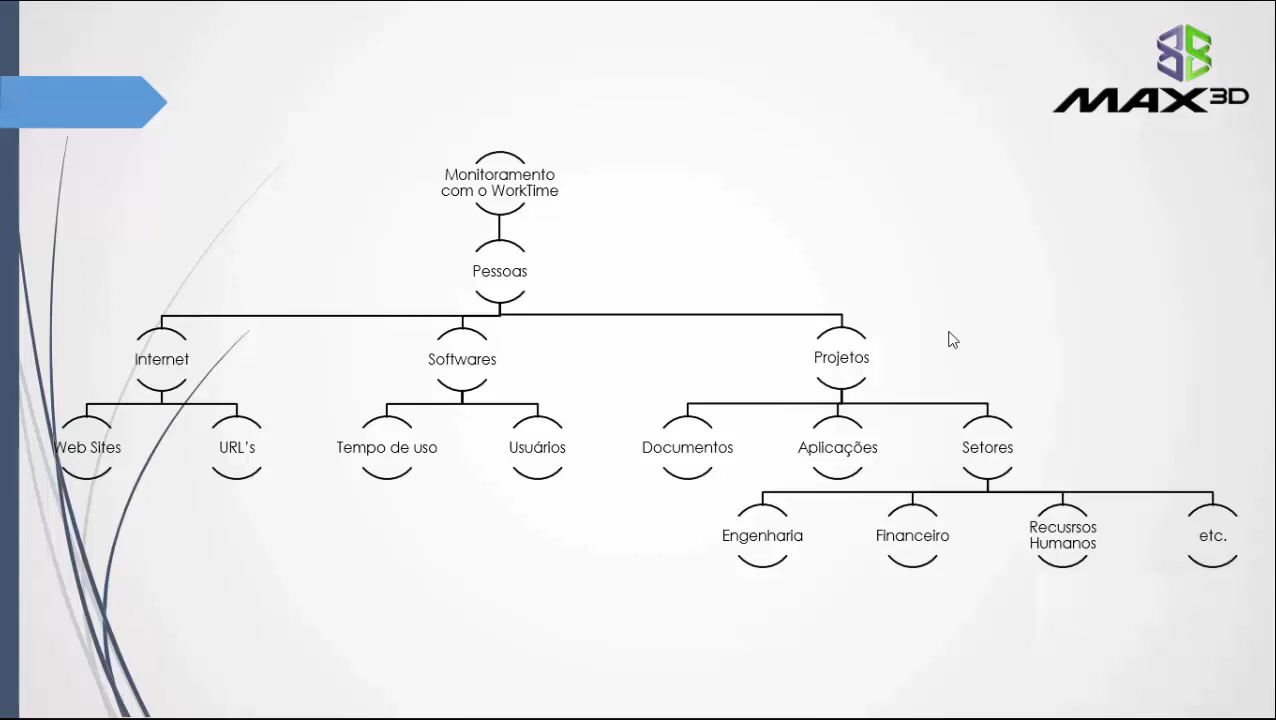 MAX3D
Monitoramento
com o WorkTime
Pessoas
Internet
Softwares
Projetos
Web Sites
URL's
Tempo de uso
Usuários
Documentos
Aplicações
Setores
Engenharia
Financeiro
Recusrsos
Humanos
etc.